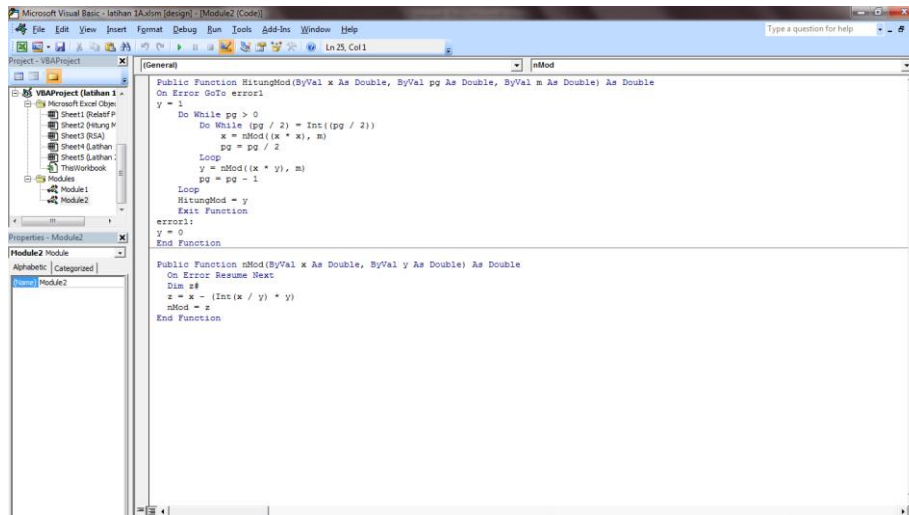 Microsoft Visual Basic - latihan 1A.xlsm [design] - [Module2 (Code)]
File Edit View Insert Format Debug Run Tools Add-Ins Window Help
Type a question for help
Ln 25, Col 1
Project - VBAProject
(General)
nMod
VBAProject (latihan 1
Microsoft Excel Objec
Sheet1 (Relatif P
Sheet2 (Hitung M
Sheet3 (RSA)
Sheet4 (Latihan
Sheet5 (Latihan
ThisWorkbook
Modules
Module1
Module2
Properties - Module2
Module2 Module
Alphabetic Categorized
(Name) Module2
Public Function HitungMod(ByVal x As Double, ByVal pg As Double, ByVal m As Double) As Double
On Error GoTo error1
y = 1
Do While pg > 0
Do While (pg / 2) = Int((pg / 2))
x = nMod((x * x), m)
pg = pg / 2
Loop
y = nMod((x * y), m)
pg = pg - 1
Loop
HitungMod = y
Exit Function
error1:
y = 0
End Function
Public Function nMod(ByVal x As Double, ByVal y As Double) As Double
On Error Resume Next
Dim z#
z = x - (Int(x / y) * y)
nMod = z
End Function